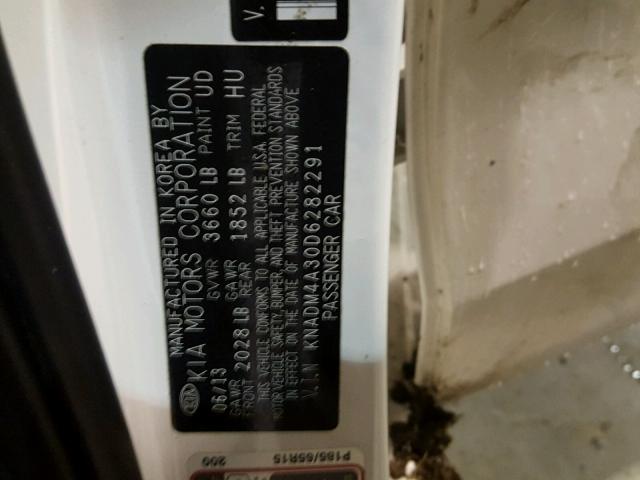 MANUFACTURED IN KOREA BY
KIA MOTORS CORPORATION
06/13 GVWR 3660 LB PAINT UD
GAWR FRONT 2028 LB GAWR REAR 1852 LB TRIM HU
THIS VEHICLE CONFORMS TO ALL APPLICABLE U.S.A. FEDERAL
MOTOR VEHICLE SAFETY, BUMPER, AND THEFT PREVENTION STANDARDS
IN EFFECT ON THE DATE OF MANUFACTURE SHOWN ABOVE
V.I.N KNADM4A30D6282291
PASSENGER CAR
V.
KIA
P185/65R15
200